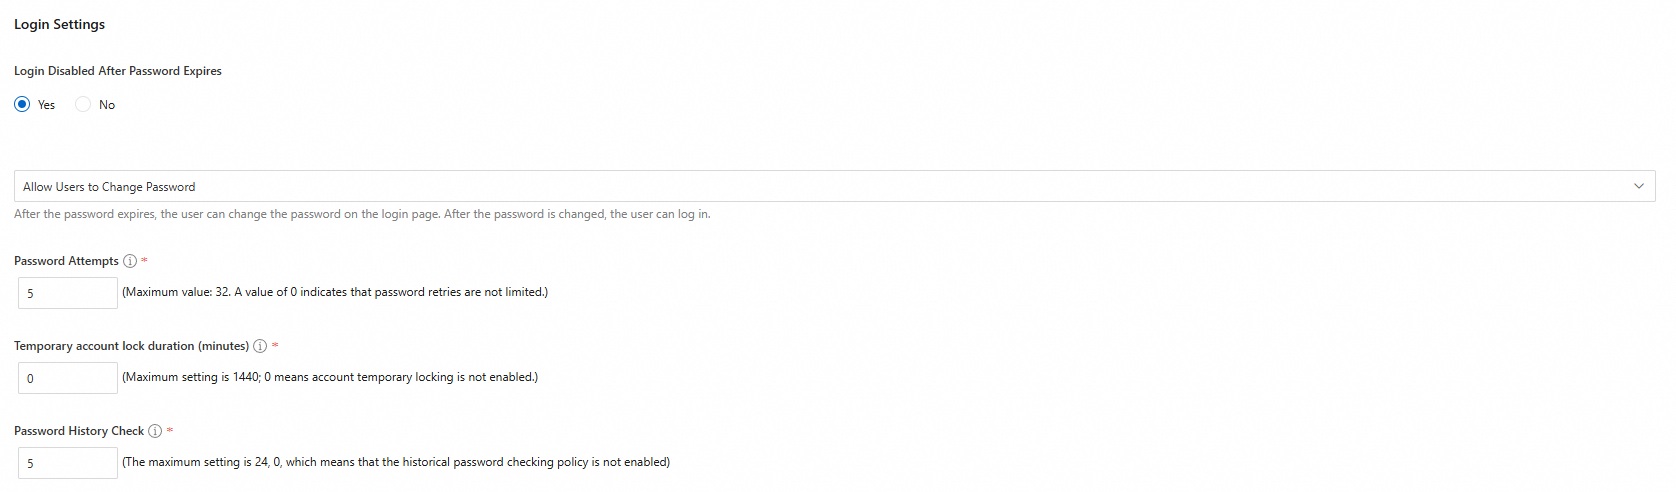 Login Settings
Login Disabled After Password Expires
Yes No
Allow Users to Change Password
After the password expires, the user can change the password on the login page. After the password is changed, the user can log in.
Password Attempts *
5 (Maximum value: 32. A value of 0 indicates that password retries are not limited.)
Temporary account lock duration (minutes) *
0 (Maximum setting is 1440; 0 means account temporary locking is not enabled.)
Password History Check *
5 (The maximum setting is 24, 0, which means that the historical password checking policy is not enabled)